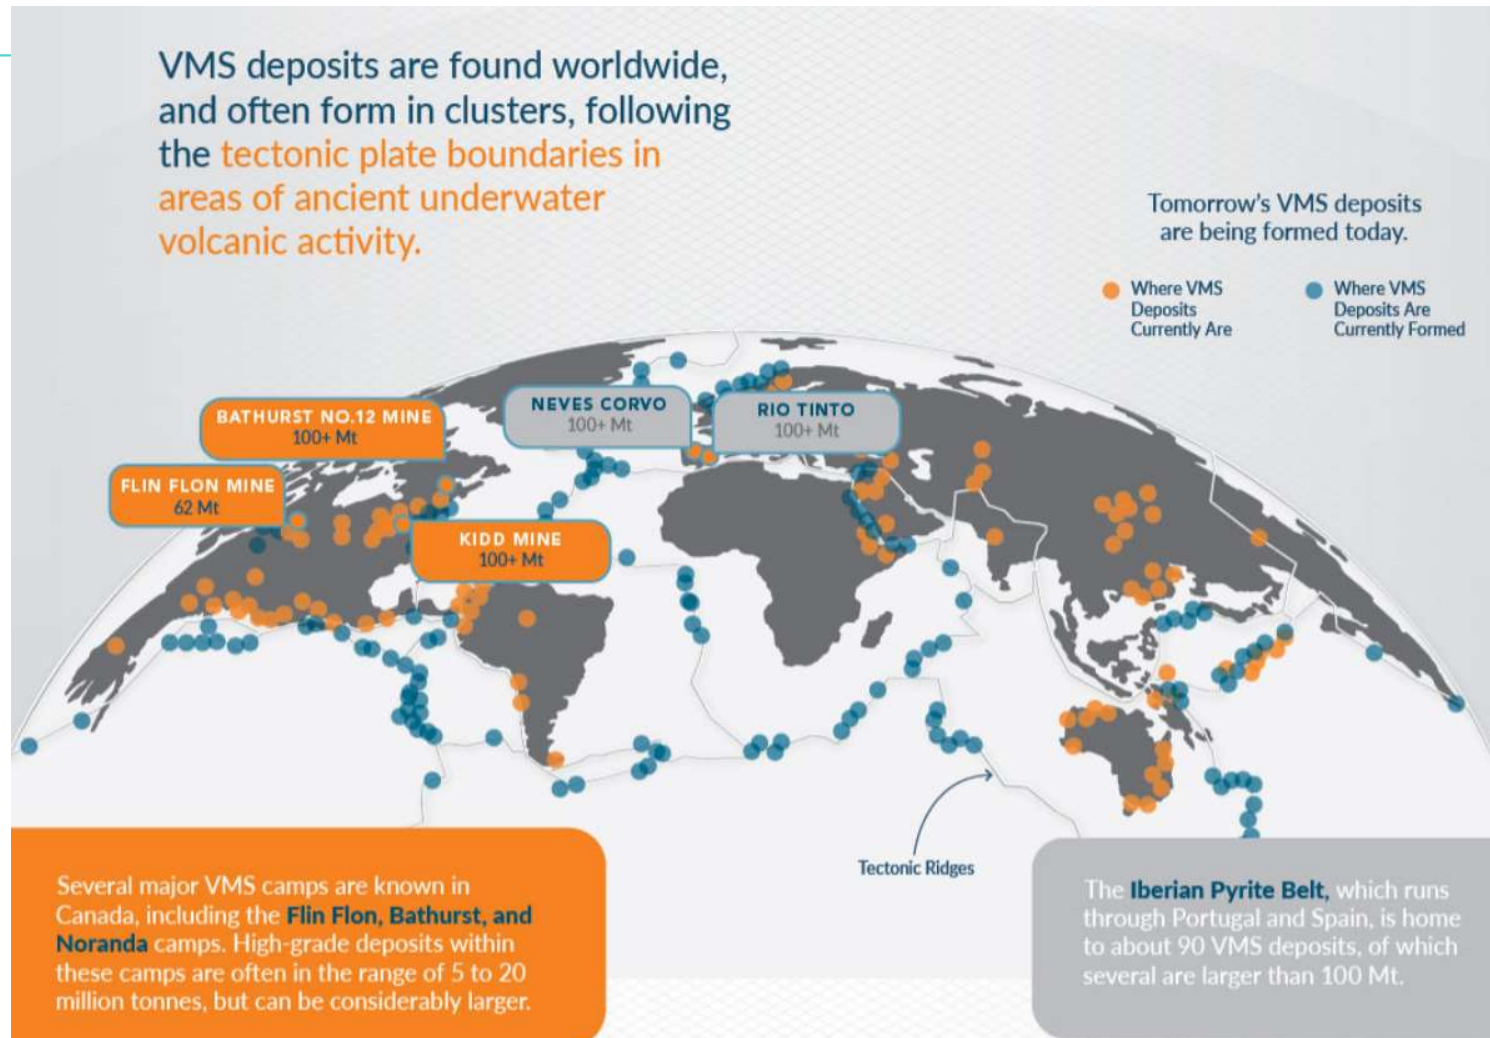 VMS deposits are found worldwide,
and often form in clusters, following
the tectonic plate boundaries in
areas of ancient underwater
volcanic activity.
Tomorrow's VMS deposits
are being formed today.
Where VMS
Deposits
Currently Are
Where VMS
Deposits Are
Currently Formed
BATHURST NO.12 MINE
100+ Mt
NEVES CORVO
100+ Mt
RIO TINTO
100+ Mt
FLIN FLON MINE
62 Mt
KIDD MINE
100+ Mt
Tectonic Ridges
Several major VMS camps are known in
Canada, including the Flin Flon, Bathurst, and
Noranda camps. High-grade deposits within
these camps are often in the range of 5 to 20
million tonnes, but can be considerably larger.
The Iberian Pyrite Belt, which runs
through Portugal and Spain, is home
to about 90 VMS deposits, of which
several are larger than 100 Mt.